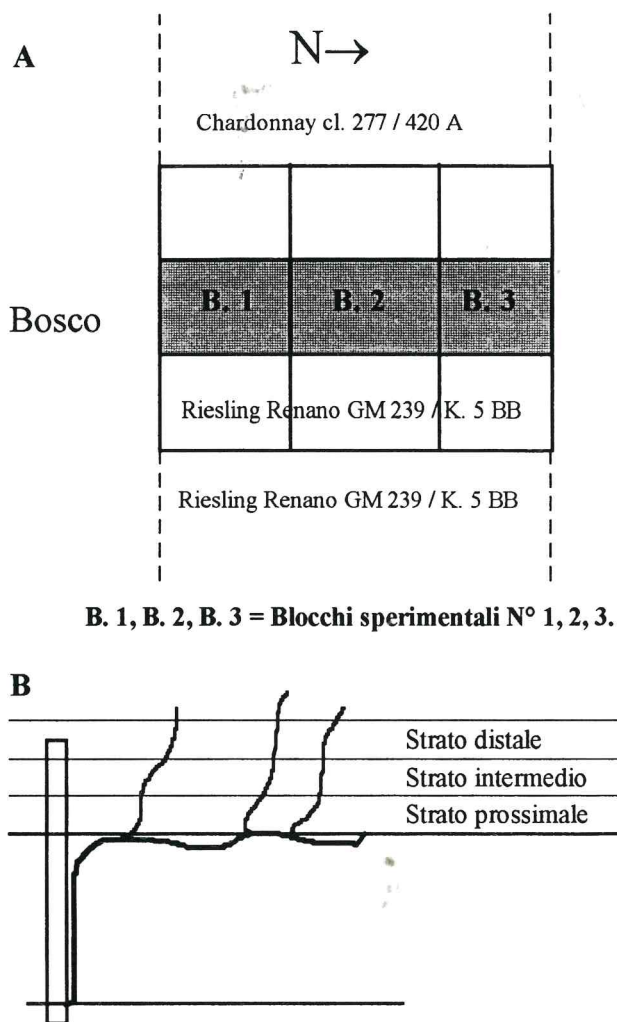 A
N→
Chardonnay cl. 277 / 420 A
Bosco
B. 1 B. 2 B. 3
Riesling Renano GM 239 / K. 5 BB
Riesling Renano GM 239 / K. 5 BB
B. 1, B. 2, B. 3 = Blocchi sperimentali N° 1, 2, 3.
B
Strato distale
Strato intermedio
Strato prossimale